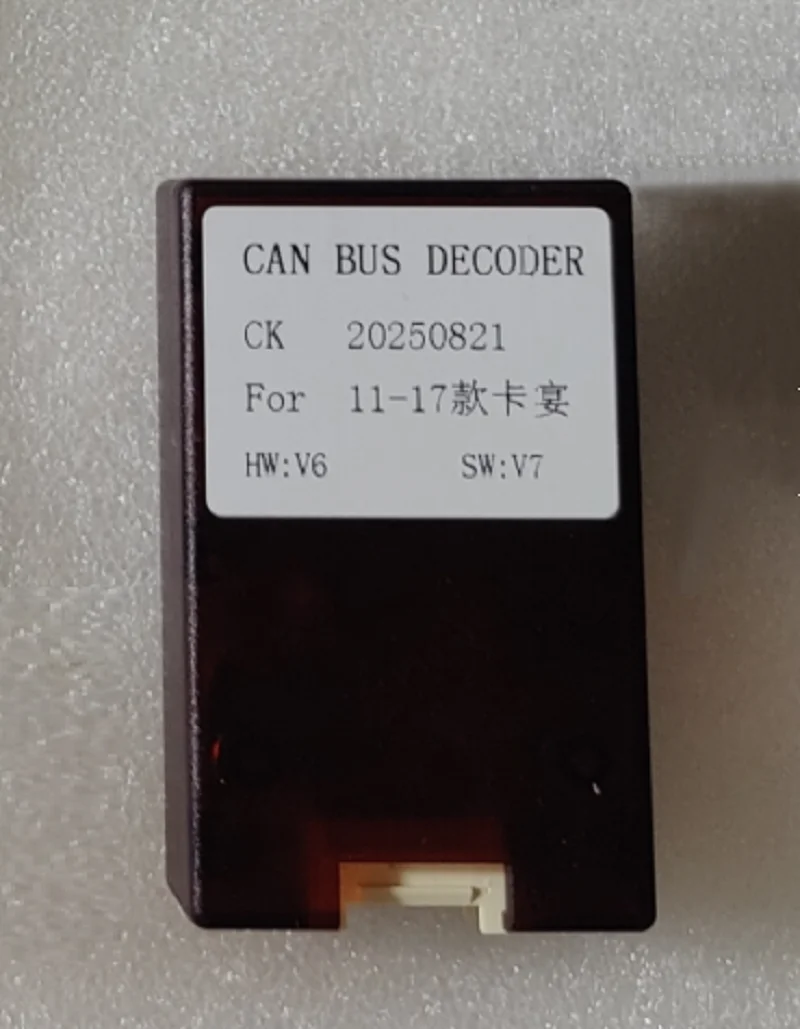 CAN BUS DECODER
CK 20250821
For 11-17款卡宴
HW:V6 SW:V7